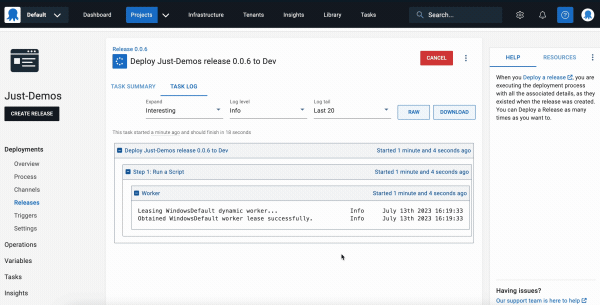 Default Dashboard Projects Infrastructure Tenants Insights Library Tasks Search...
Just-Demos
CREATE RELEASE
Deployments
Overview
Process
Channels
Releases
Triggers
Settings
Operations
Variables
Tasks
Insights
Release 0.0.6
Deploy Just-Demos release 0.0.6 to Dev
CANCEL
TASK SUMMARY TASK LOG
Expand Log level Log tail
Interesting Info Last 20
RAW DOWNLOAD
This task started a minute ago and should finish in 18 seconds
Deploy Just-Demos release 0.0.6 to Dev Started 1 minute and 4 seconds ago
Step 1: Run a Script Started 1 minute and 4 seconds ago
Worker Started 1 minute and 4 seconds ago
Leasing WindowsDefault dynamic worker... Info July 13th 2023 16:19:33
Obtained WindowsDefault worker lease successfully. Info July 13th 2023 16:19:33
HELP RESOURCES
When you Deploy a release, you are
executing the deployment process
with all the associated details, as they
existed when the release was created.
You can Deploy a Release as many
times as you want to.
Having issues?
Our support team is here to help